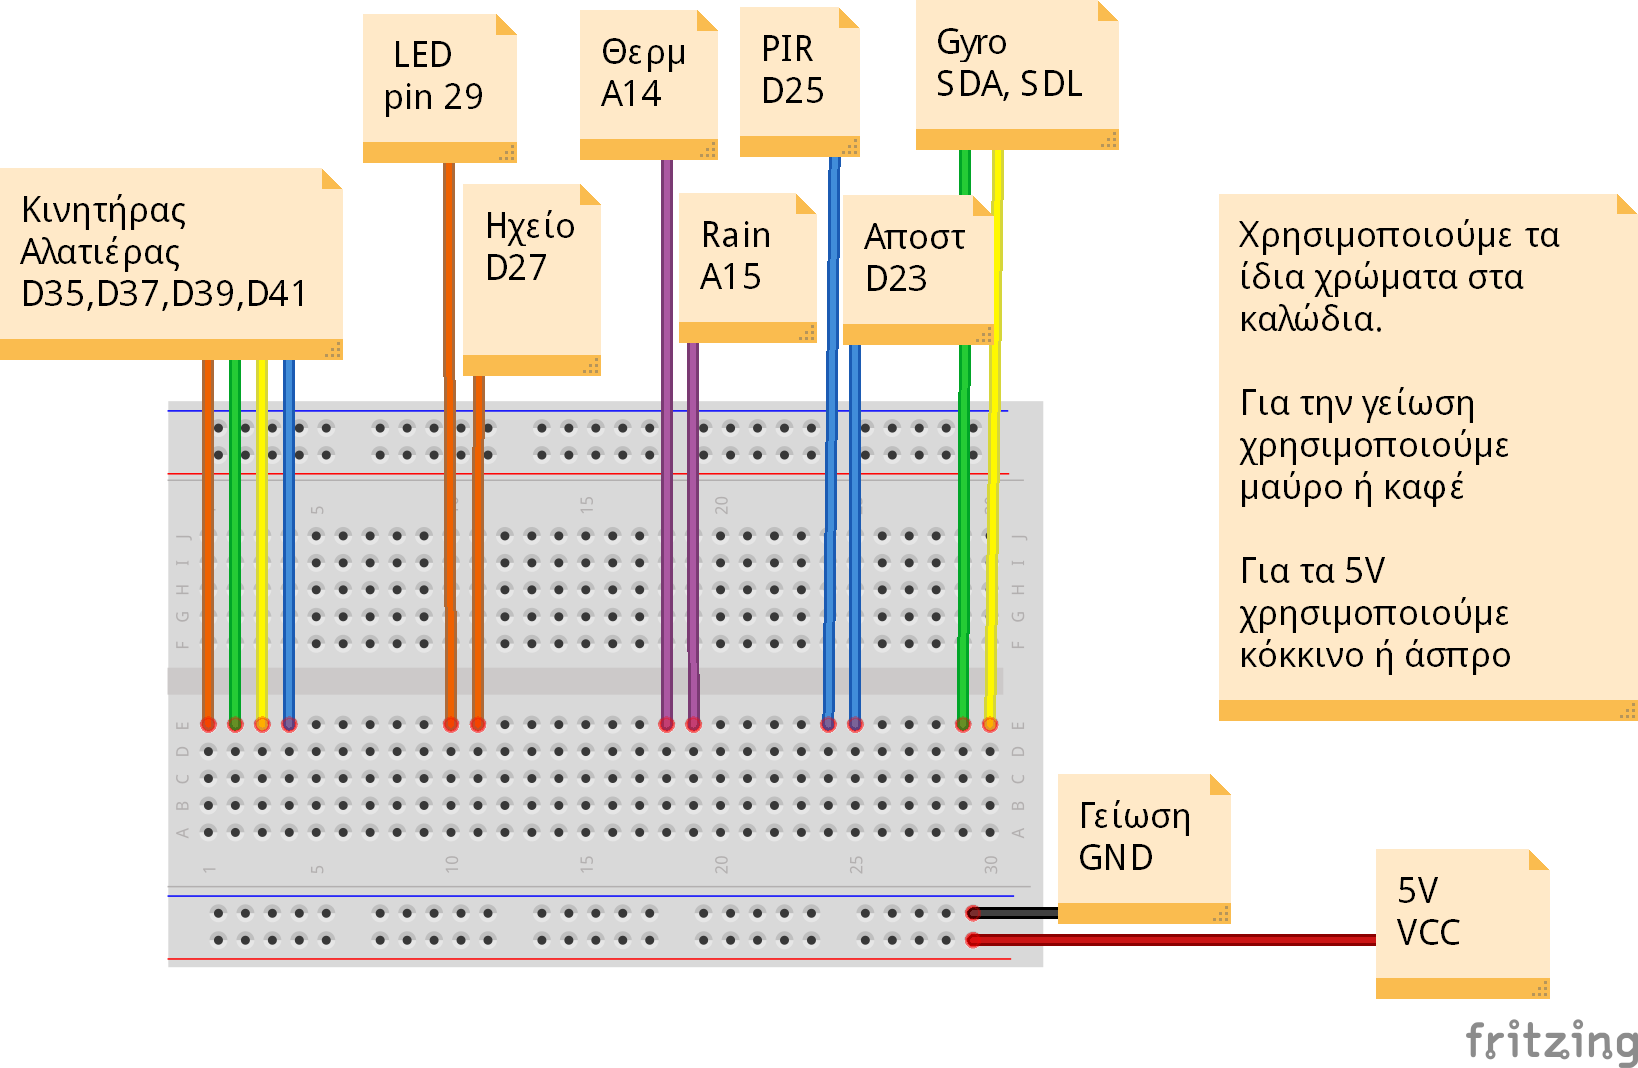 LED
pin 29
Θερμ
A14
PIR
D25
Gyro
SDA, SDL
Κινητήρας
Αλατιέρας
D35,D37,D39,D41
Ηχείο
D27
Rain
A15
Αποστ
D23
Χρησιμοποιούμε τα
ίδια χρώματα στα
καλώδια.
Για την γείωση
χρησιμοποιούμε
μαύρο ή καφέ
Για τα 5V
χρησιμοποιούμε
κόκκινο ή άσπρο
5 15 20
J J
I I
H H
G G
F F
E E
D D
C C
B B
A A
1 5 10 15 20 25 30
Γείωση
GND
5V
VCC
fritzing